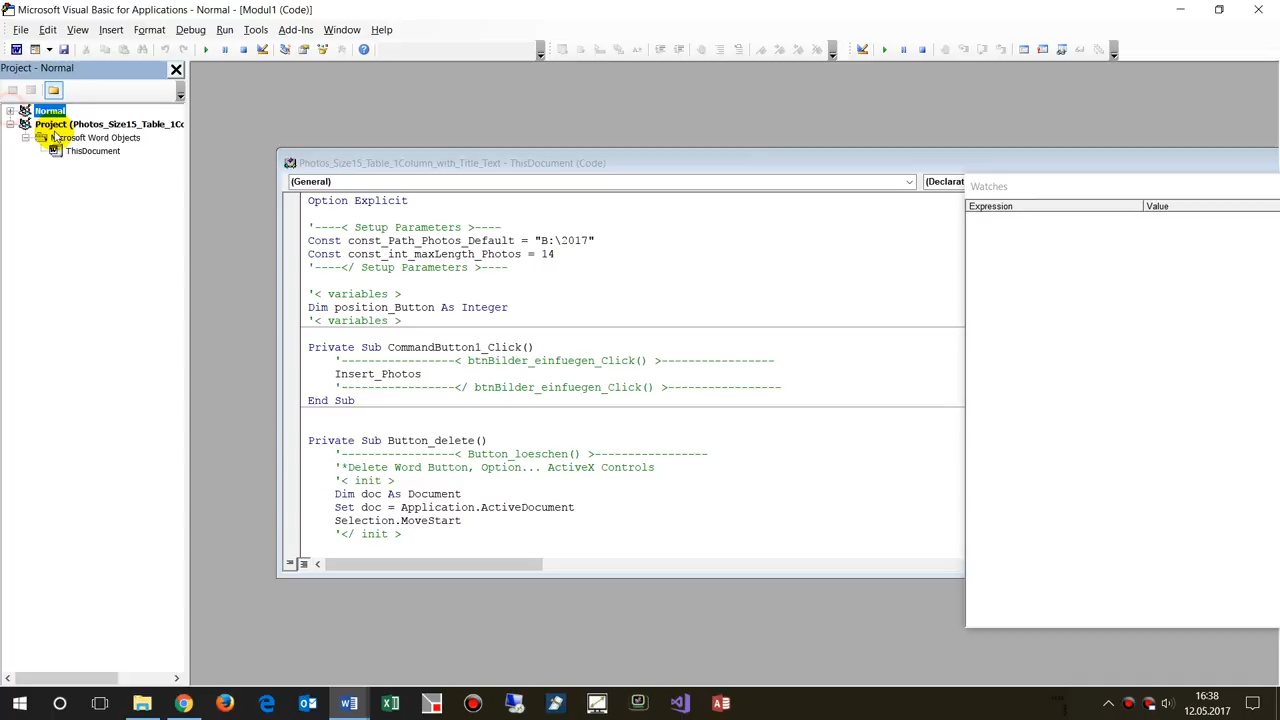 Microsoft Visual Basic for Applications - Normal - [Modul1 (Code)]
File Edit View Insert Format Debug Run Tools Add-Ins Window Help
Project - Normal
Normal
Project (Photos_Size15_Table_1Co
Microsoft Word Objects
ThisDocument
Photos_Size15_Table_1Column_with_Title_Text - ThisDocument (Code)
(General)
(Declarat
Option Explicit
'----< Setup Parameters >----
Const const_Path_Photos_Default = "B:\2017"
Const const_int_maxLength_Photos = 14
'----</ Setup Parameters >----
'< variables >
Dim position_Button As Integer
'< variables >
Private Sub CommandButton1_Click()
'-----------------< btnBilder_einfuegen_Click() >-----------------
Insert_Photos
'-----------------</ btnBilder_einfuegen_Click() >-----------------
End Sub
Private Sub Button_delete()
'-----------------< Button_loeschen() >-----------------
'*Delete Word Button, Option... ActiveX Controls
'< init >
Dim doc As Document
Set doc = Application.ActiveDocument
Selection.MoveStart
'</ init >
Watches
Expression Value
16:38
12.05.2017